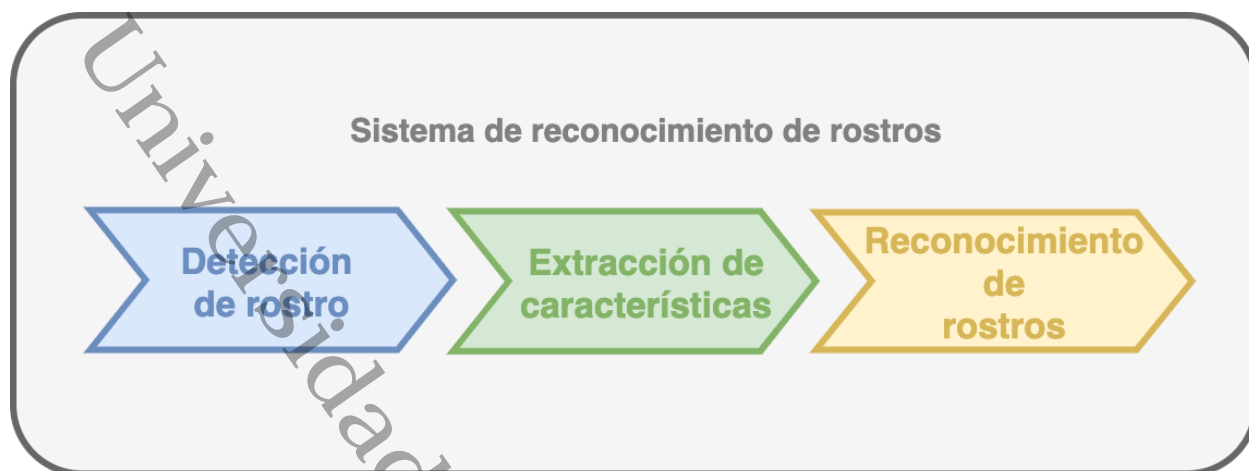 Sistema de reconocimiento de rostros
Detección
de rostro
Extracción de
características
Reconocimiento
de
rostros
Universidad